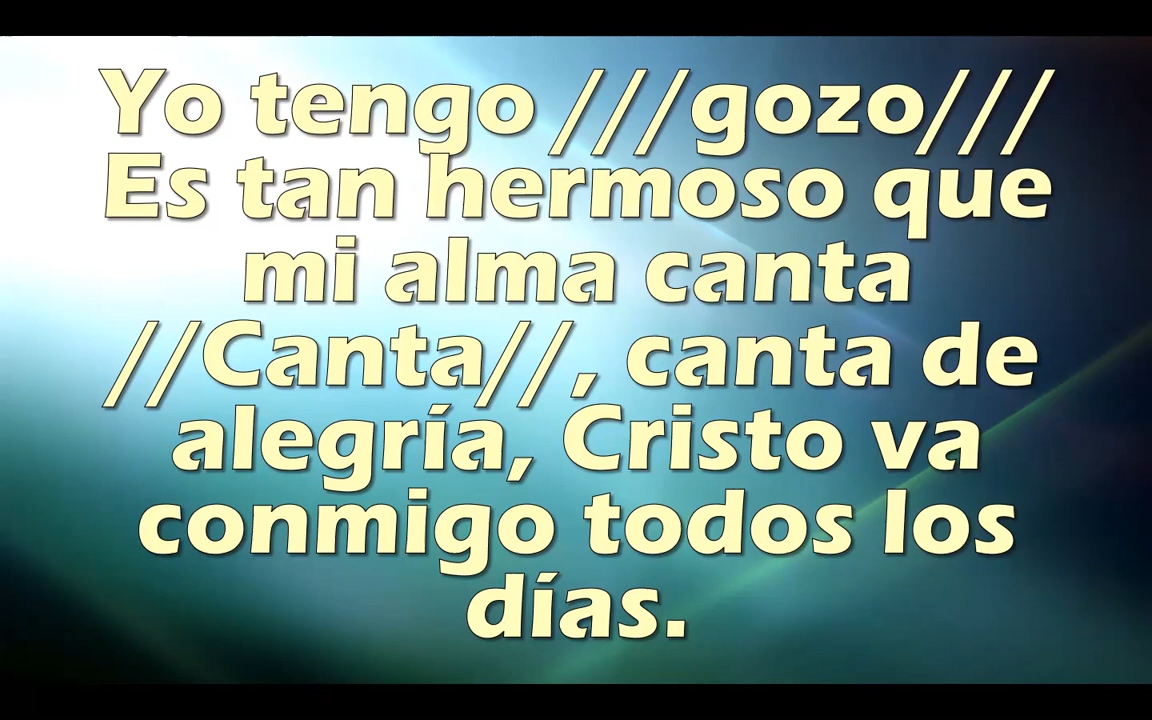 Yo tengo ///gozo///
Es tan hermoso que
mi alma canta
//Canta//, canta de
alegría, Cristo va
conmigo todos los
días.